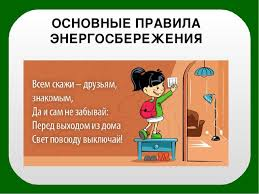 ОСНОВНЫЕ ПРАВИЛА
ЭНЕРГОСБЕРЕЖЕНИЯ
Всем скажи – друзьям,
знакомым,
Да и сам не забывай:
Перед выходом из дома
Свет повсюду выключай!